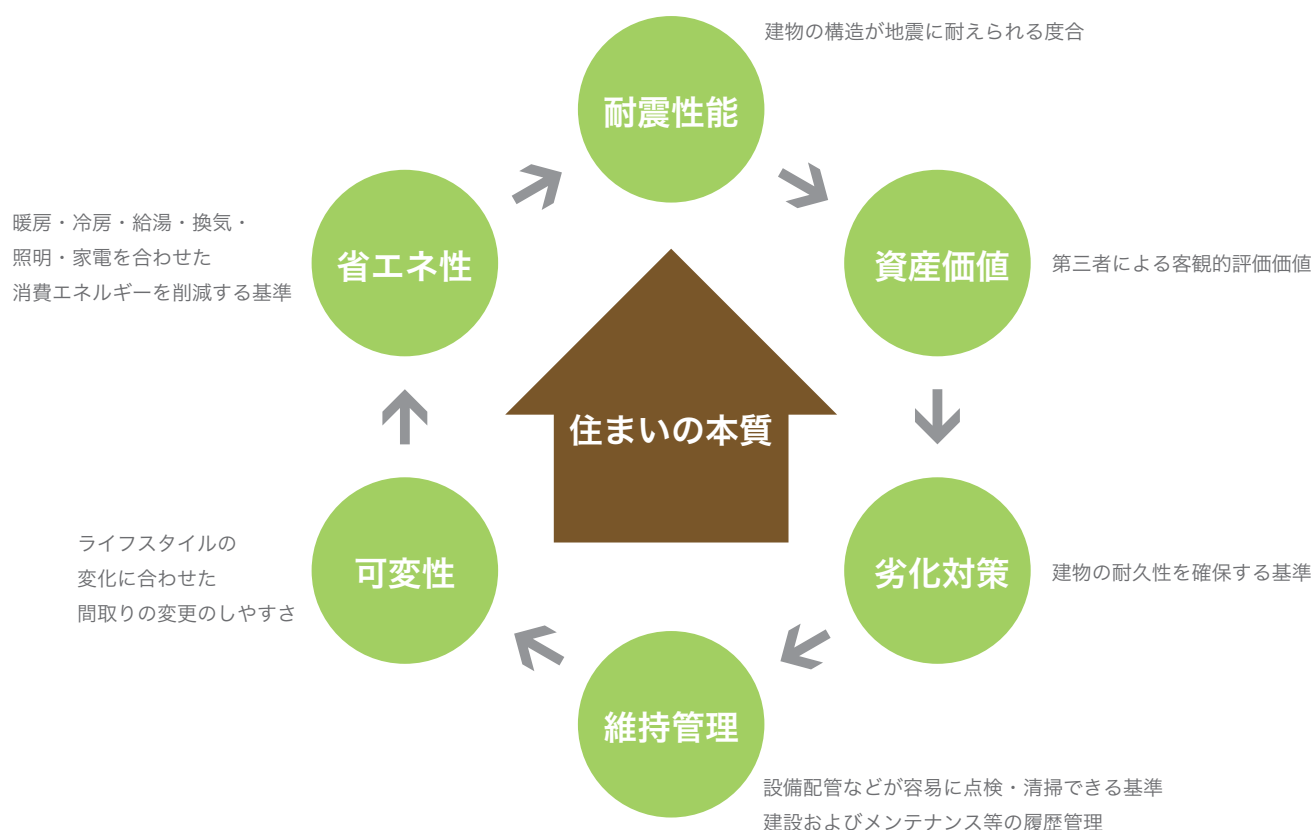 建物の構造が地震に耐えられる度合
耐震性能
資産価値
第三者による客観的評価価値
劣化対策
建物の耐久性を確保する基準
維持管理
設備配管などが容易に点検・清掃できる基準
建設およびメンテナンス等の履歴管理
可変性
ライフスタイルの
変化に合わせた
間取りの変更のしやすさ
省エネ性
暖房・冷房・給湯・換気・
照明・家電を合わせた
消費エネルギーを削減する基準
住まいの本質